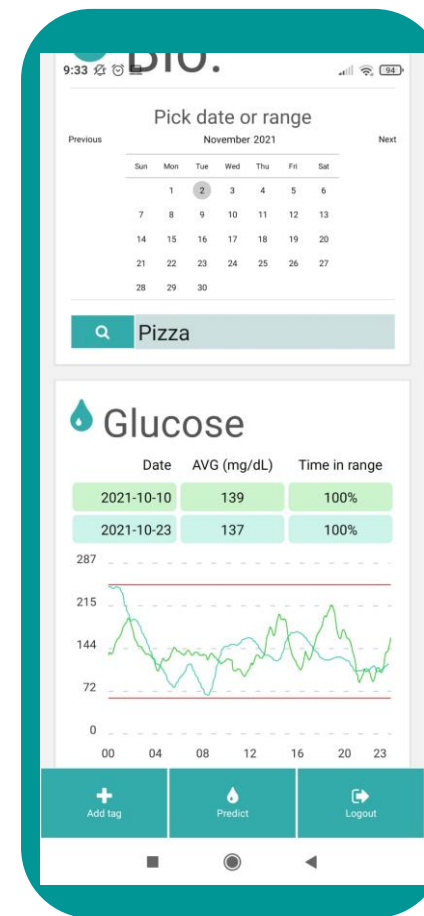 Bio.
9:33 94
Pick date or range
Previous November 2021 Next
Sun Mon Tue Wed Thu Fri Sat
1 2 3 4 5 6
7 8 9 10 11 12 13
14 15 16 17 18 19 20
21 22 23 24 25 26 27
28 29 30
Pizza
Glucose
Date AVG (mg/dL) Time in range
2021-10-10 139 100%
2021-10-23 137 100%
287
215
144
72
0
00 04 08 12 16 20 23
Add tag Predict Logout